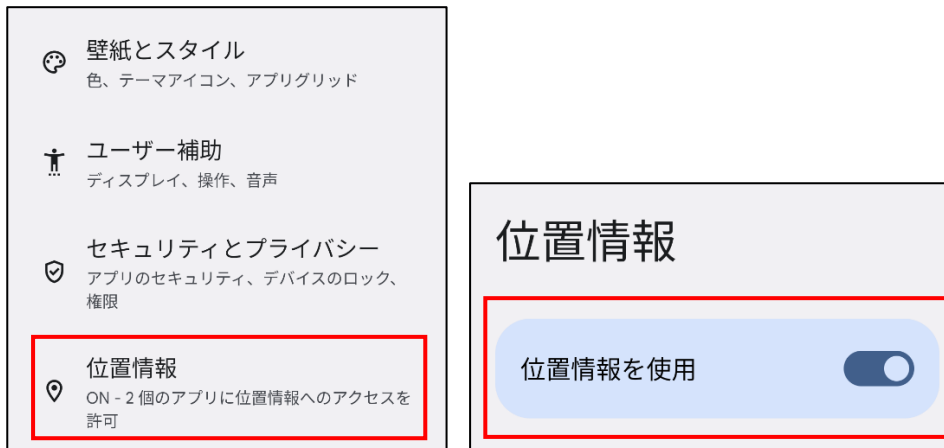 壁紙とスタイル
色、テーマアイコン、アプリグリッド
ユーザー補助
ディスプレイ、操作、音声
セキュリティとプライバシー
アプリのセキュリティ、デバイスのロック、
権限
位置情報
ON - 2 個のアプリに位置情報へのアクセスを
許可
位置情報
位置情報を使用